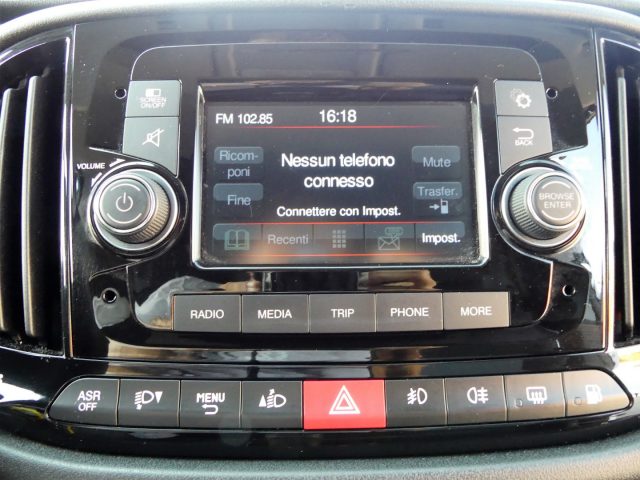 SCREEN
ON/OFF
VOLUME
FM 102.85
16:18
Ricom-
poni
Nessun telefono
connesso
Mute
Fine
Trasfer.
Connettere con Impost.
Recenti
Impost.
BACK
BROWSE
ENTER
RADIO
MEDIA
TRIP
PHONE
MORE
ASR
OFF
MENU